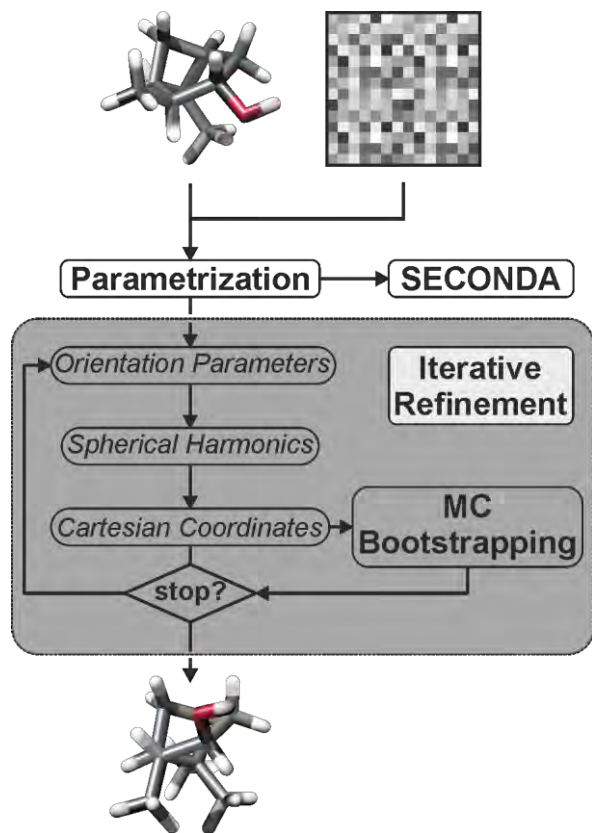 Parametrization
SECONDA
Orientation Parameters
Iterative
Refinement
Spherical Harmonics
Cartesian Coordinates
MC
Bootstrapping
stop?